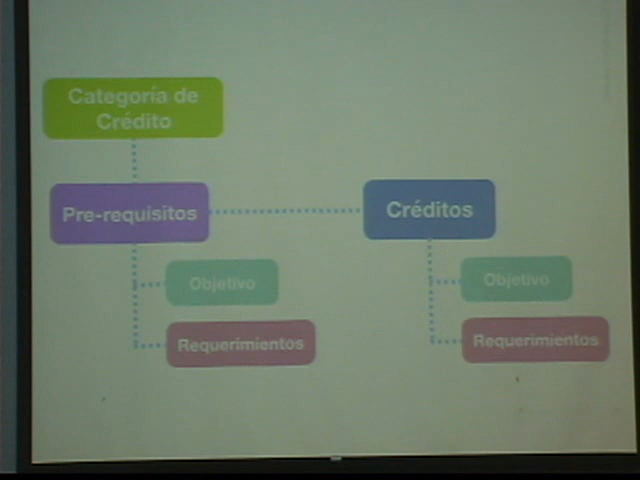 Categoría de
Crédito
Pre-requisitos
Créditos
Objetivo
Objetivo
Requerimientos
Requerimientos